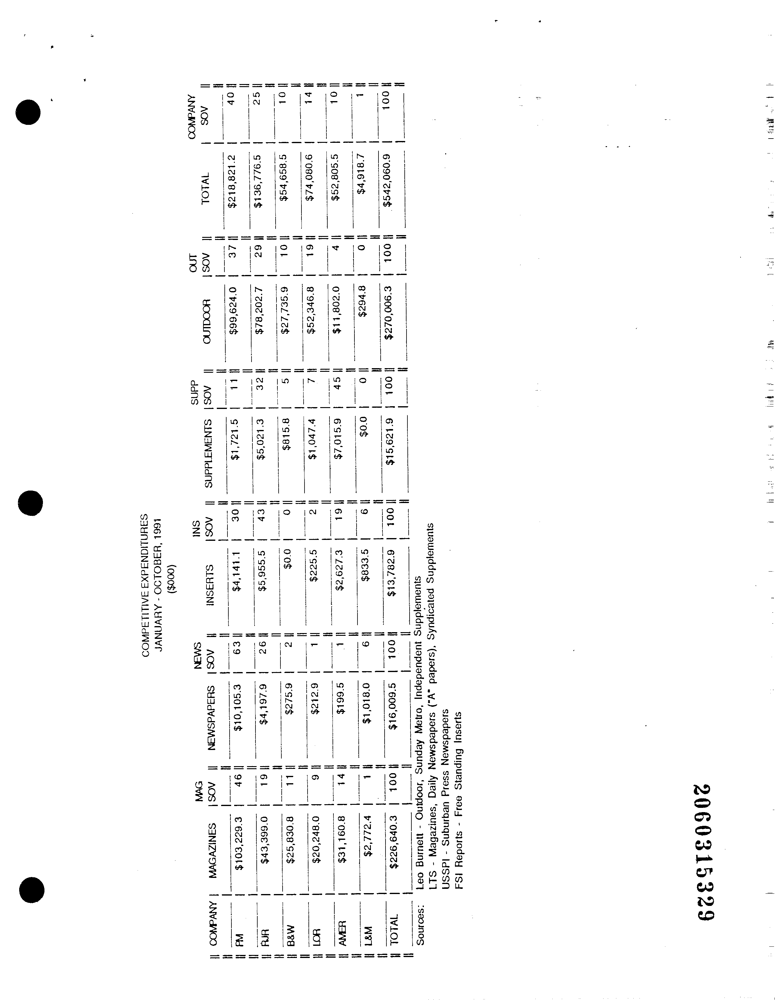 COMPETITIVE EXPENDITURES
JANUARY - OCTOBER, 1991
($000)
COMPANY | MAGAZINES | MAG SOV | NEWSPAPERS | NEWS SOV | INSERTS | INS SOV | SUPPLEMENTS | SUPP SOV | OUTDOOR | OUT SOV | TOTAL | COMPANY SOV
PM | $103,229.3 | 46 | $10,105.3 | 63 | $4,141.1 | 30 | $1,721.5 | 11 | $99,624.0 | 37 | $218,821.2 | 40
RJR | $43,399.0 | 19 | $4,197.9 | 26 | $5,955.5 | 43 | $5,021.3 | 32 | $78,202.7 | 29 | $136,776.5 | 25
B&W | $25,830.8 | 11 | $275.9 | 2 | $0.0 | 0 | $815.8 | 5 | $27,735.9 | 10 | $54,658.5 | 10
LOR | $20,248.0 | 9 | $212.9 | 1 | $225.5 | 2 | $1,047.4 | 7 | $52,346.8 | 19 | $74,080.6 | 14
AMER | $31,160.8 | 14 | $199.5 | 1 | $2,627.3 | 19 | $7,015.9 | 45 | $11,802.0 | 4 | $52,805.5 | 10
L&M | $2,772.4 | 1 | $1,018.0 | 6 | $833.5 | 6 | $0.0 | 0 | $294.8 | 0 | $4,918.7 | 1
TOTAL | $226,640.3 | 100 | $16,009.5 | 100 | $13,782.9 | 100 | $15,621.9 | 100 | $270,006.3 | 100 | $542,060.9 | 100
Sources: Leo Burnett - Outdoor, Sunday Metro, Independent Supplements
LTS - Magazines, Daily Newspapers ("A" papers), Syndicated Supplements
USSPI - Suburban Press Newspapers
FSI Reports - Free Standing Inserts
2060315329